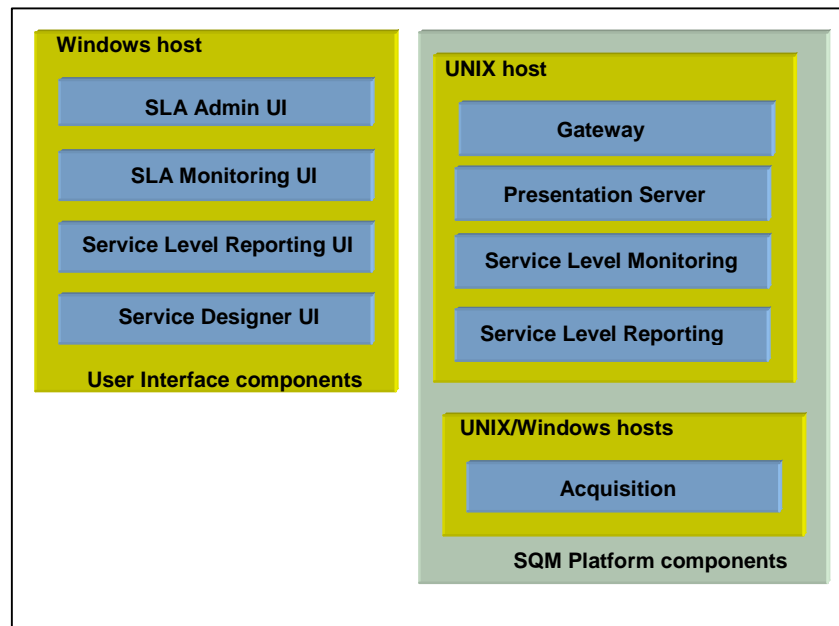 Windows host
SLA Admin UI
SLA Monitoring UI
Service Level Reporting UI
Service Designer UI
User Interface components
UNIX host
Gateway
Presentation Server
Service Level Monitoring
Service Level Reporting
UNIX/Windows hosts
Acquisition
SQM Platform components